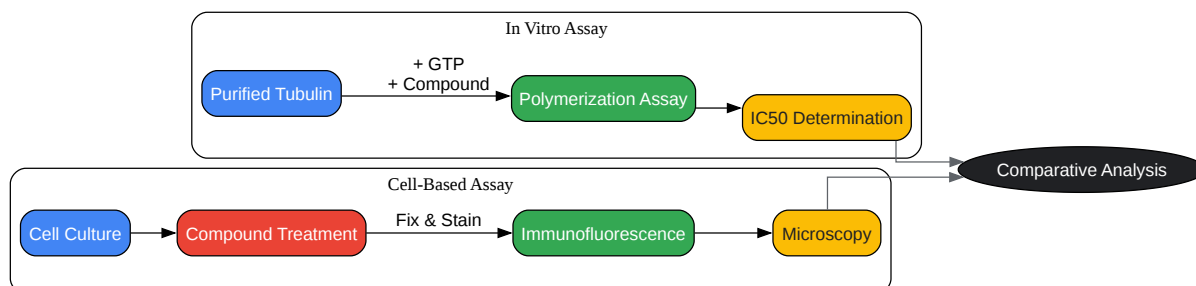 In Vitro Assay
Purified Tubulin
+ GTP
+ Compound
Polymerization Assay
IC50 Determination
Comparative Analysis
Cell-Based Assay
Cell Culture
Compound Treatment
Fix & Stain
Immunofluorescence
Microscopy